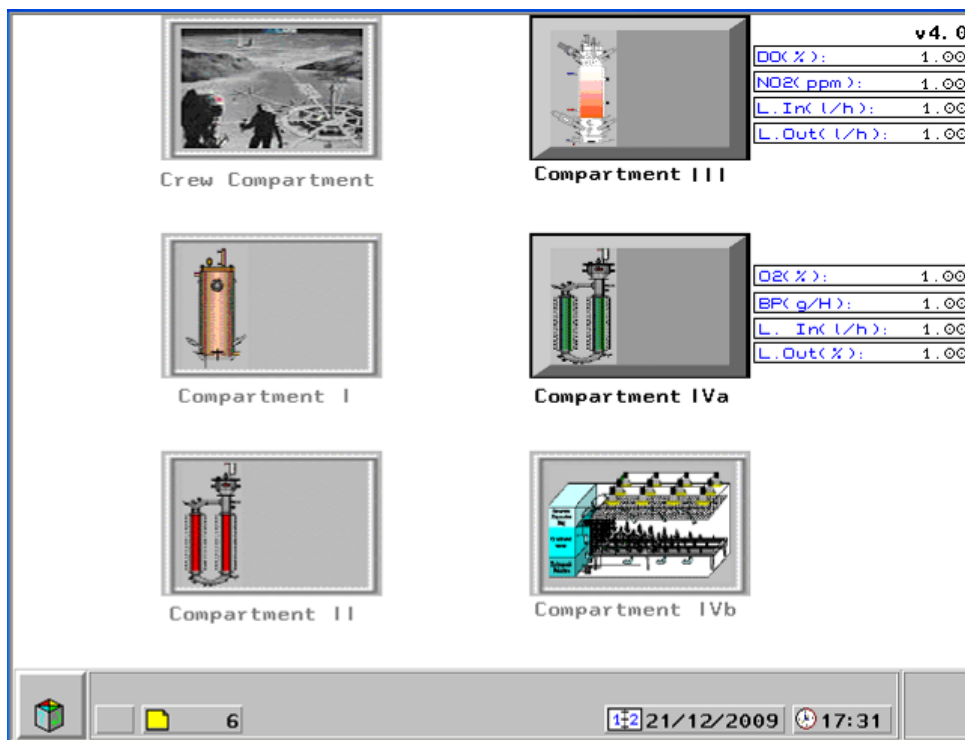 v4.0
DO(%): 1.00
NO2(ppm): 1.00
L.In(l/h): 1.00
L.Out(l/h): 1.00
Crew Compartment
Compartment III
O2(%): 1.00
BP(g/H): 1.00
L. In(l/h): 1.00
L.Out(%): 1.00
Compartment I
Compartment IVa
Compartment II
Compartment IVb
6
1 2 21/12/2009
17:31